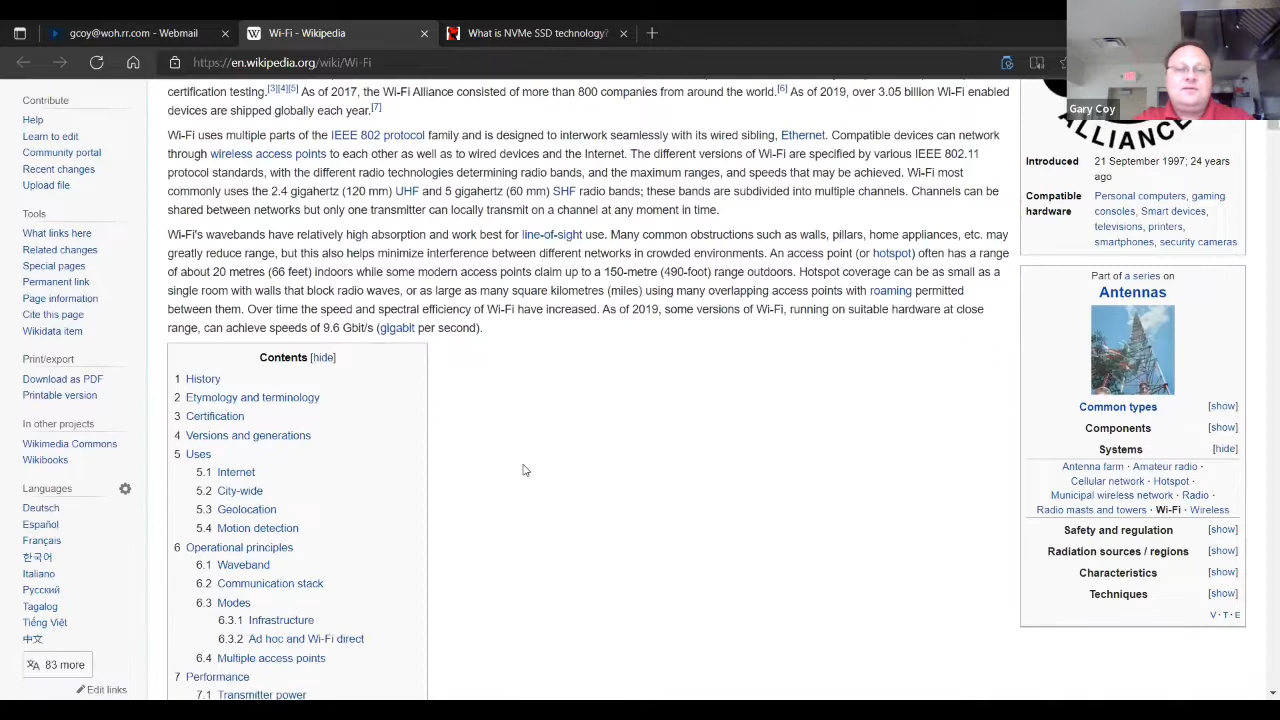 gcoy@woh.rr.com - Webmail
Wi-Fi - Wikipedia
What is NVMe SSD technology?
https://en.wikipedia.org/wiki/Wi-Fi
Gary Coy
Contribute
Help
Learn to edit
Community portal
Recent changes
Upload file
Tools
What links here
Related changes
Special pages
Permanent link
Page information
Cite this page
Wikidata item
Print/export
Download as PDF
Printable version
In other projects
Wikimedia Commons
Wikibooks
Languages
Deutsch
Español
Français
한국어
Italiano
Русский
Tagalog
Tiếng Việt
中文
83 more
Edit links
certification testing.[3][4][5] As of 2017, the Wi-Fi Alliance consisted of more than 800 companies from around the world.[6] As of 2019, over 3.05 billion Wi-Fi enabled
devices are shipped globally each year.[7]
Wi-Fi uses multiple parts of the IEEE 802 protocol family and is designed to interwork seamlessly with its wired sibling, Ethernet. Compatible devices can network
through wireless access points to each other as well as to wired devices and the Internet. The different versions of Wi-Fi are specified by various IEEE 802.11
protocol standards, with the different radio technologies determining radio bands, and the maximum ranges, and speeds that may be achieved. Wi-Fi most
commonly uses the 2.4 gigahertz (120 mm) UHF and 5 gigahertz (60 mm) SHF radio bands; these bands are subdivided into multiple channels. Channels can be
shared between networks but only one transmitter can locally transmit on a channel at any moment in time.
Wi-Fi's wavebands have relatively high absorption and work best for line-of-sight use. Many common obstructions such as walls, pillars, home appliances, etc. may
greatly reduce range, but this also helps minimize interference between different networks in crowded environments. An access point (or hotspot) often has a range
of about 20 metres (66 feet) indoors while some modern access points claim up to a 150-metre (490-foot) range outdoors. Hotspot coverage can be as small as a
single room with walls that block radio waves, or as large as many square kilometres (miles) using many overlapping access points with roaming permitted
between them. Over time the speed and spectral efficiency of Wi-Fi have increased. As of 2019, some versions of Wi-Fi, running on suitable hardware at close
range, can achieve speeds of 9.6 Gbit/s (gigabit per second).
Contents [hide]
1 History
2 Etymology and terminology
3 Certification
4 Versions and generations
5 Uses
5.1 Internet
5.2 City-wide
5.3 Geolocation
5.4 Motion detection
6 Operational principles
6.1 Waveband
6.2 Communication stack
6.3 Modes
6.3.1 Infrastructure
6.3.2 Ad hoc and Wi-Fi direct
6.4 Multiple access points
7 Performance
7.1 Transmitter power
ALLIANCE
Introduced 21 September 1997; 24 years
ago
Compatible Personal computers, gaming
hardware consoles, Smart devices,
televisions, printers,
smartphones, security cameras
Part of a series on
Antennas
Common types [show]
Components [show]
Systems [hide]
Antenna farm · Amateur radio ·
Cellular network · Hotspot ·
Municipal wireless network · Radio ·
Radio masts and towers · Wi-Fi · Wireless
Safety and regulation [show]
Radiation sources / regions [show]
Characteristics [show]
Techniques [show]
V · T · E